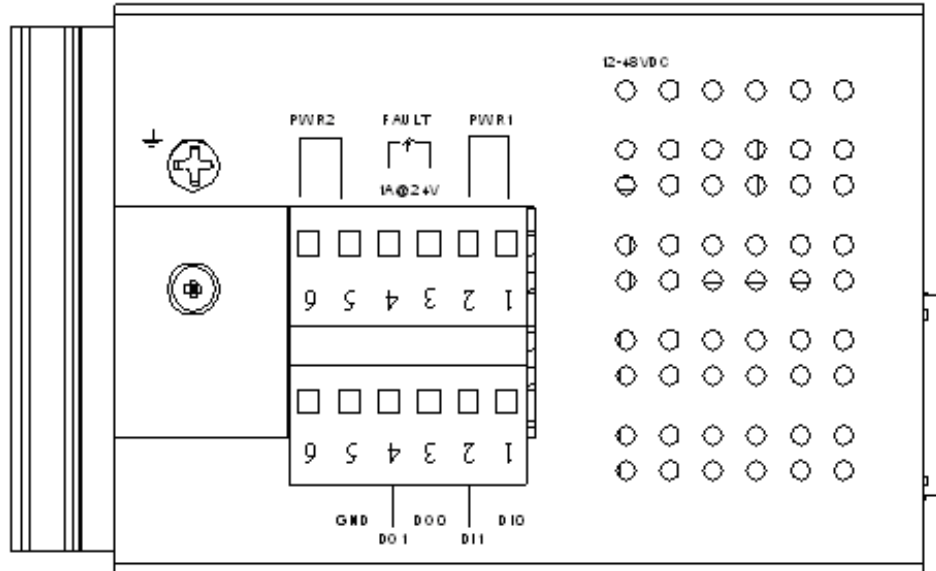 12-48VDC
PWR2 FAULT PWR1
1A@24V
6 5 4 3 2 1
6 5 4 3 2 1
GND DO0 DI0
DO1 DI1